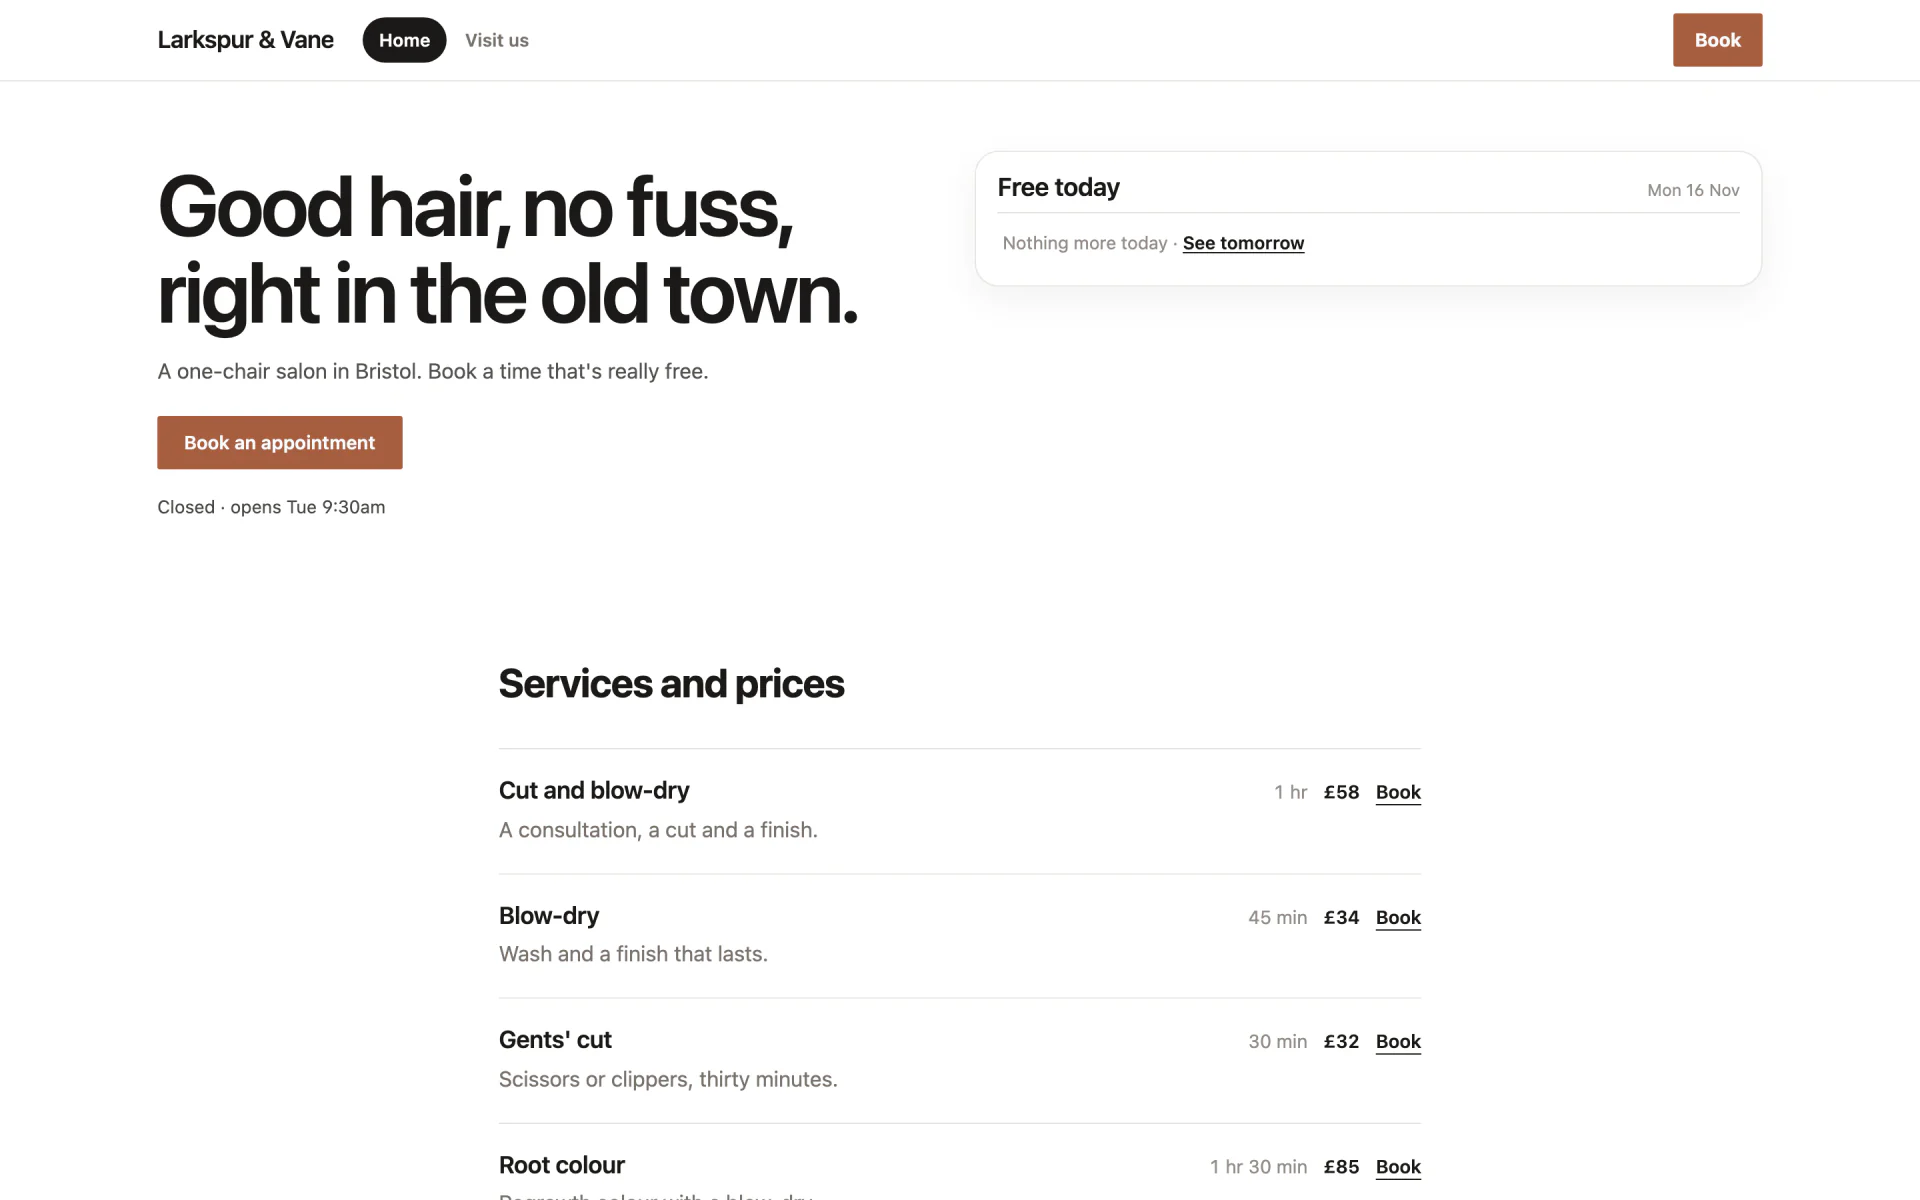 Larkspur & Vane
Home
Visit us
Book
Good hair, no fuss,
right in the old town.
A one-chair salon in Bristol. Book a time that's really free.
Book an appointment
Closed · opens Tue 9:30am
Free today
Mon 16 Nov
Nothing more today · See tomorrow
Services and prices
Cut and blow-dry
1 hr £58 Book
A consultation, a cut and a finish.
Blow-dry
45 min £34 Book
Wash and a finish that lasts.
Gents' cut
30 min £32 Book
Scissors or clippers, thirty minutes.
Root colour
1 hr 30 min £85 Book